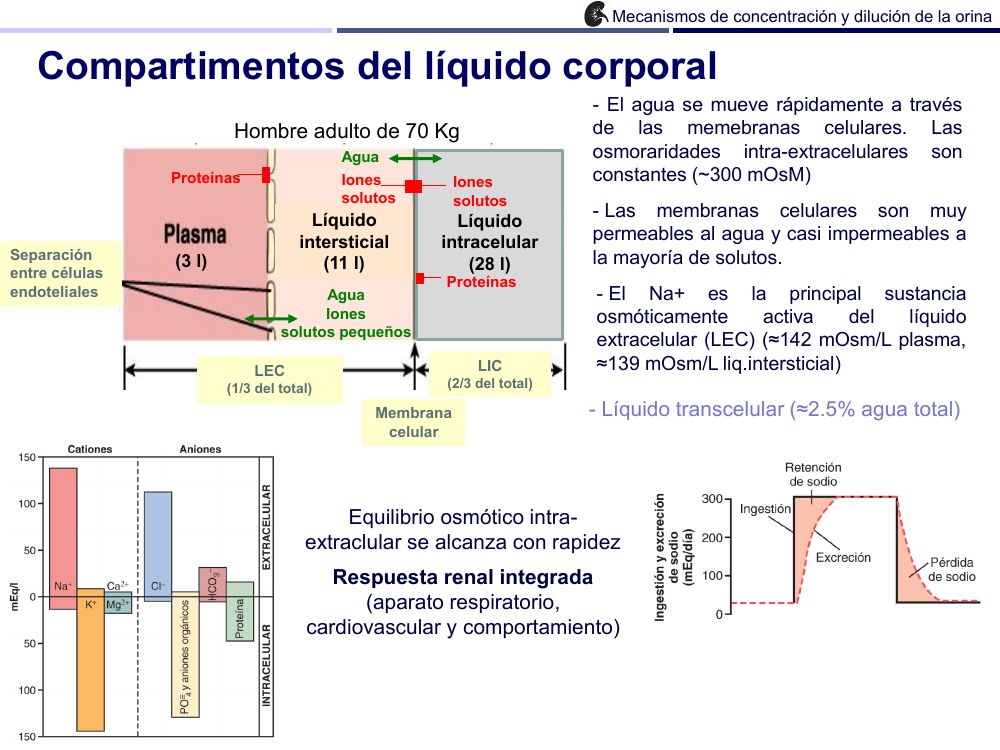 Mecanismos de concentración y dilución de la orina
Compartimentos del líquido corporal
Hombre adulto de 70 Kg
Agua
Proteínas
Iones
solutos
Iones
solutos
Plasma
(3 l)
Líquido
intersticial
(11 l)
Líquido
intracelular
(28 l)
Proteínas
Separación
entre células
endoteliales
Agua
Iones
solutos pequeños
LEC
(1/3 del total)
LIC
(2/3 del total)
Membrana
celular
- El agua se mueve rápidamente a través
de las memebranas celulares. Las
osmoraridades intra-extracelulares son
constantes (~300 mOsM)
- Las membranas celulares son muy
permeables al agua y casi impermeables a
la mayoría de solutos.
- El Na+ es la principal sustancia
osmóticamente activa del líquido
extracelular (LEC) (≈142 mOsm/L plasma,
≈139 mOsm/L liq.intersticial)
- Líquido transcelular (≈2.5% agua total)
Cationes
Aniones
150
100
50
0
50
100
150
mEq/l
Na⁺
K⁺
Ca²⁺
Mg²⁺
Cl⁻
PO₄≡ y aniones orgánicos
HCO₃⁻
Proteína
EXTRACELULAR
INTRACELULAR
Equilibrio osmótico intra-
extraclular se alcanza con rapidez
Respuesta renal integrada
(aparato respiratorio,
cardiovascular y comportamiento)
Ingestión y excreción
de sodio
(mEq/día)
300
200
100
0
Retención
de sodio
Ingestión
Excreción
Pérdida
de sodio